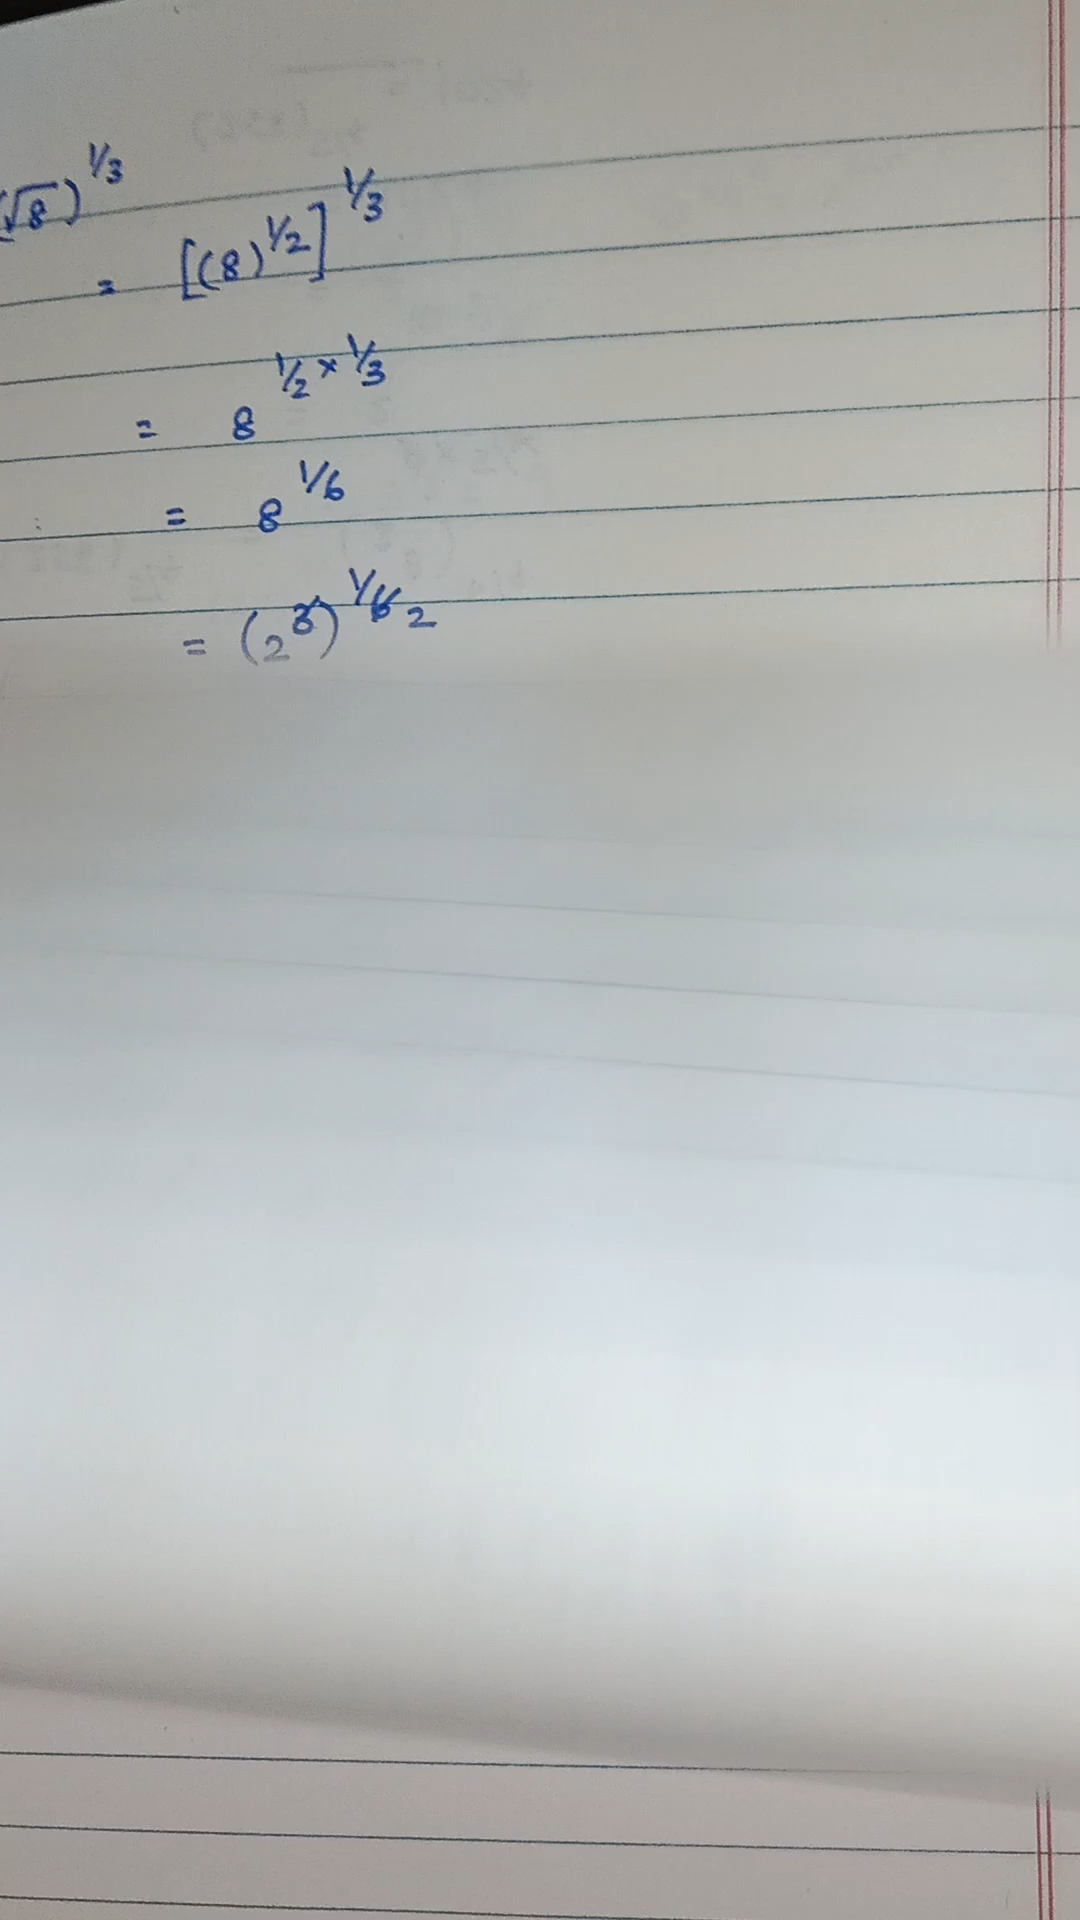 (√8)^1/3
= [(8)^1/2]^1/3
= 8^1/2 × 1/3
= 8^1/6
= (2^3)^1/6 2